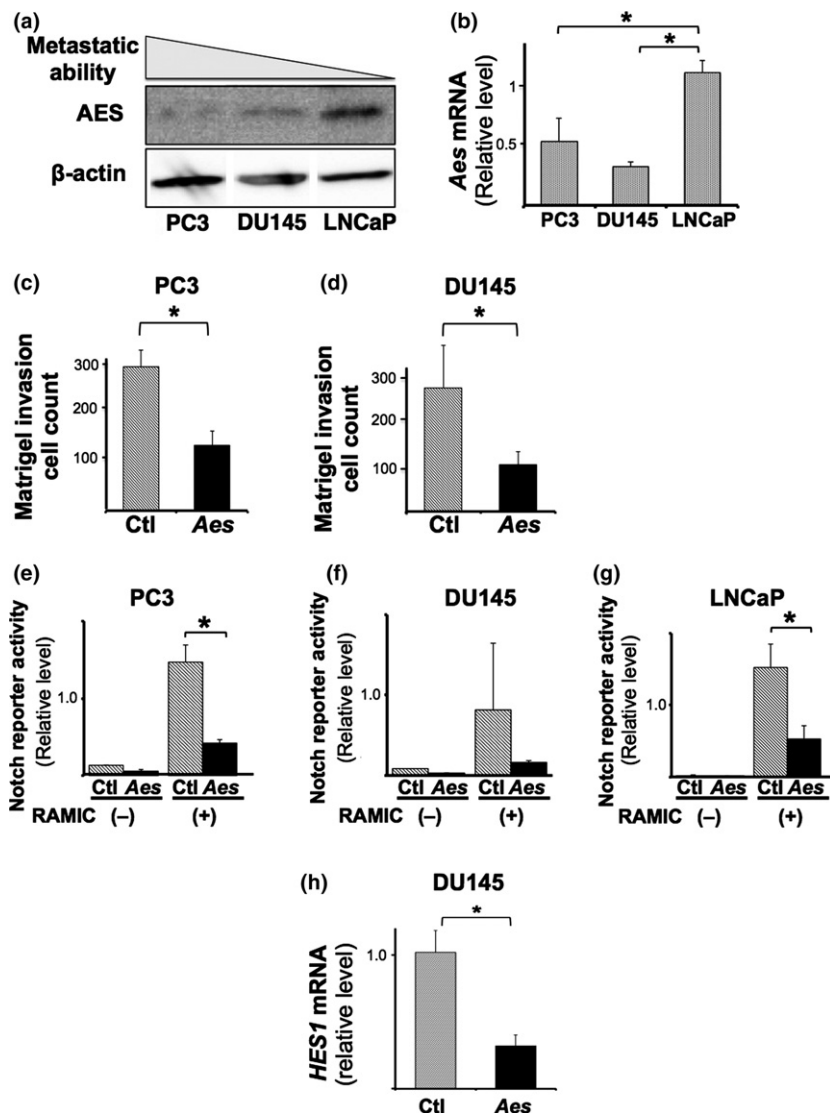 (a)
Metastatic
ability
AES
β-actin
PC3 DU145 LNCaP
(b)
Aes mRNA
(Relative level)
1
0.5
*
*
PC3 DU145 LNCaP
(c)
PC3
Matrigel invasion
cell count
300
200
100
*
Ctl Aes
(d)
DU145
Matrigel invasion
cell count
300
200
100
*
Ctl Aes
(e)
PC3
Notch reporter activity
(Relative level)
1.0
*
Ctl Aes Ctl Aes
RAMIC (–) (+)
(f)
DU145
Notch reporter activity
(Relative level)
1.0
Ctl Aes Ctl Aes
RAMIC (–) (+)
(g)
LNCaP
Notch reporter activity
(Relative level)
1.0
*
Ctl Aes Ctl Aes
RAMIC (–) (+)
(h)
DU145
HES1 mRNA
(relative level)
1.0
*
Ctl Aes